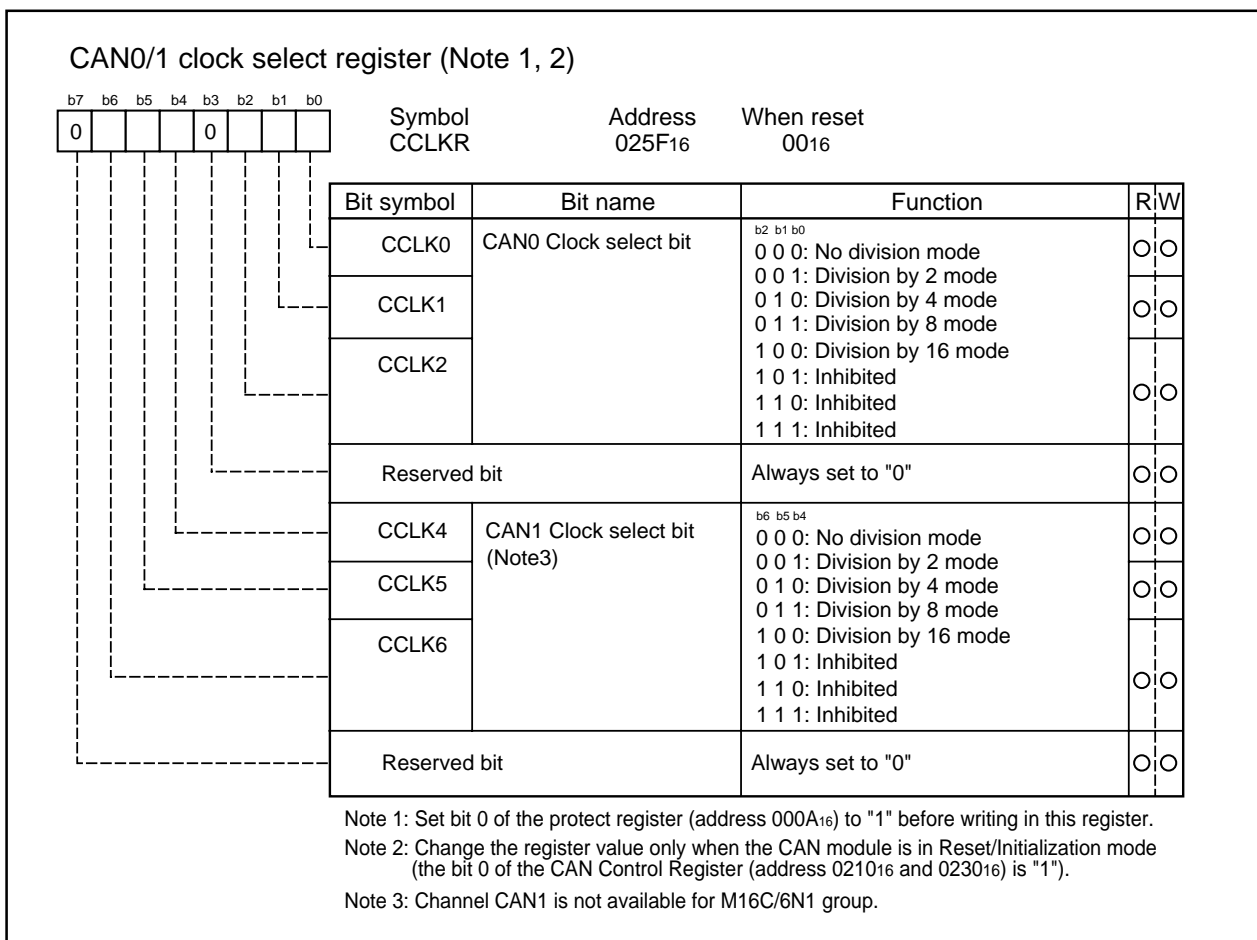 CAN0/1 clock select register (Note 1, 2)
b7 b6 b5 b4 b3 b2 b1 b0
Symbol Address When reset
0 0 CCLKR 025F16 0016
Bit symbol Bit name Function R W
CCLK0 CAN0 Clock select bit b2 b1 b0
0 0 0: No division mode
0 0 1: Division by 2 mode
CCLK1 0 1 0: Division by 4 mode
0 1 1: Division by 8 mode
CCLK2 1 0 0: Division by 16 mode
1 0 1: Inhibited
1 1 0: Inhibited
1 1 1: Inhibited
Reserved bit Always set to "0"
CCLK4 CAN1 Clock select bit b6 b5 b4
(Note3) 0 0 0: No division mode
0 0 1: Division by 2 mode
CCLK5 0 1 0: Division by 4 mode
0 1 1: Division by 8 mode
CCLK6 1 0 0: Division by 16 mode
1 0 1: Inhibited
1 1 0: Inhibited
1 1 1: Inhibited
Reserved bit Always set to "0"
Note 1: Set bit 0 of the protect register (address 000A16) to "1" before writing in this register.
Note 2: Change the register value only when the CAN module is in Reset/Initialization mode
(the bit 0 of the CAN Control Register (address 021016 and 023016) is "1").
Note 3: Channel CAN1 is not available for M16C/6N1 group.